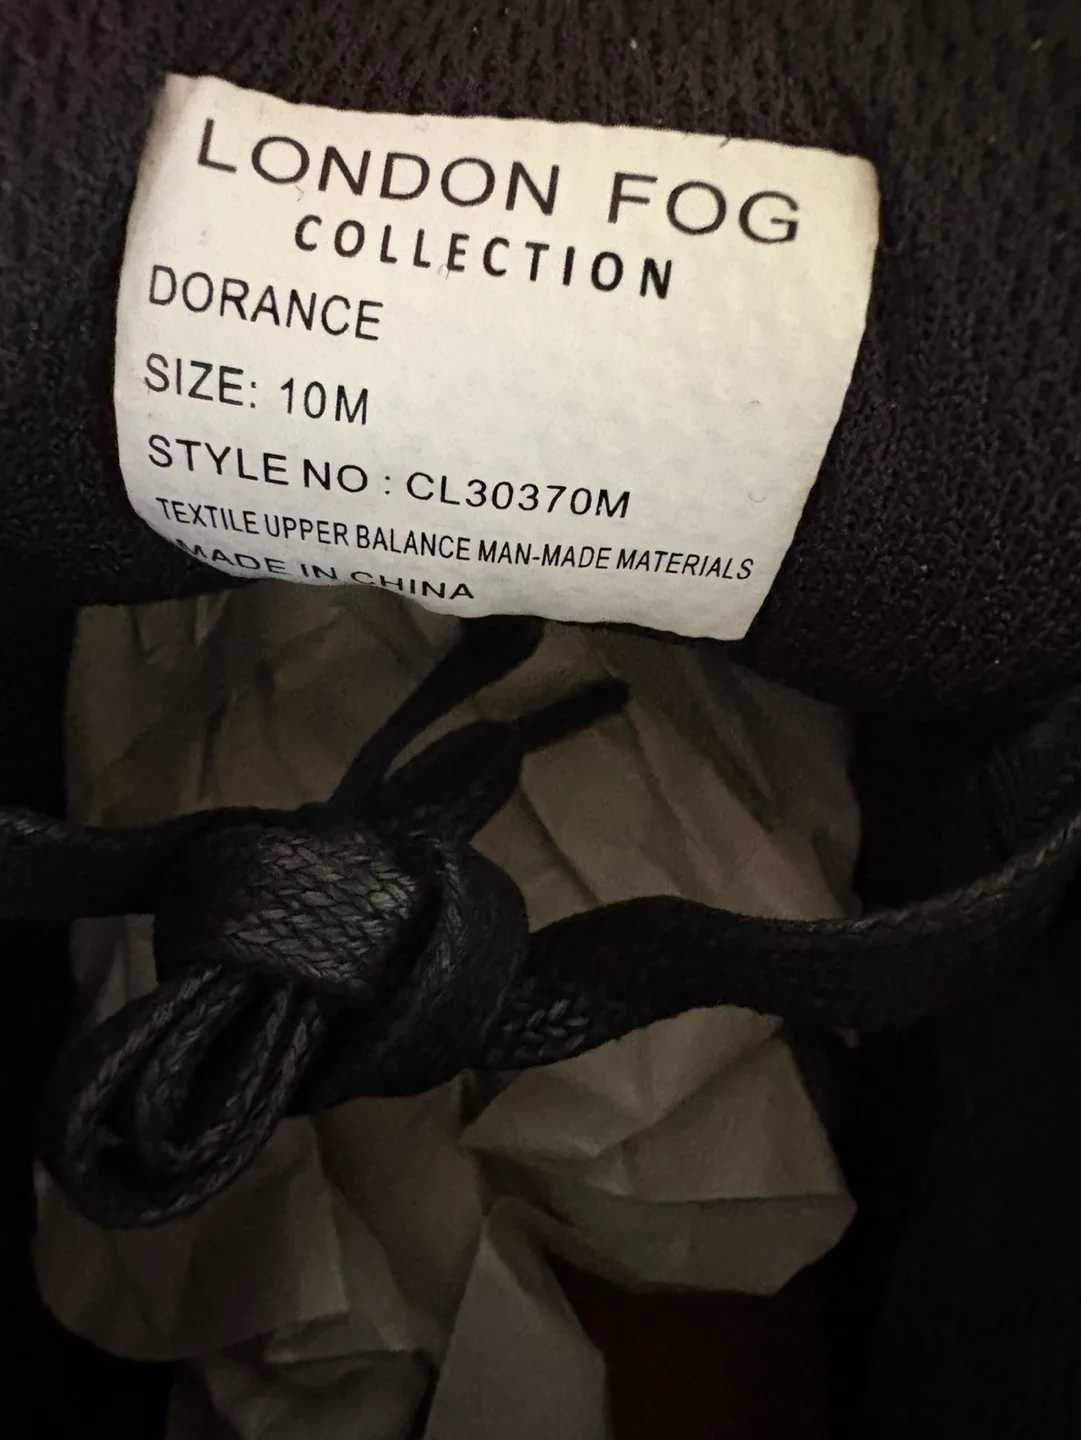 LONDON FOG
COLLECTION
DORANCE
SIZE: 10M
STYLE NO : CL30370M
TEXTILE UPPER BALANCE MAN-MADE MATERIALS
MADE IN CHINA